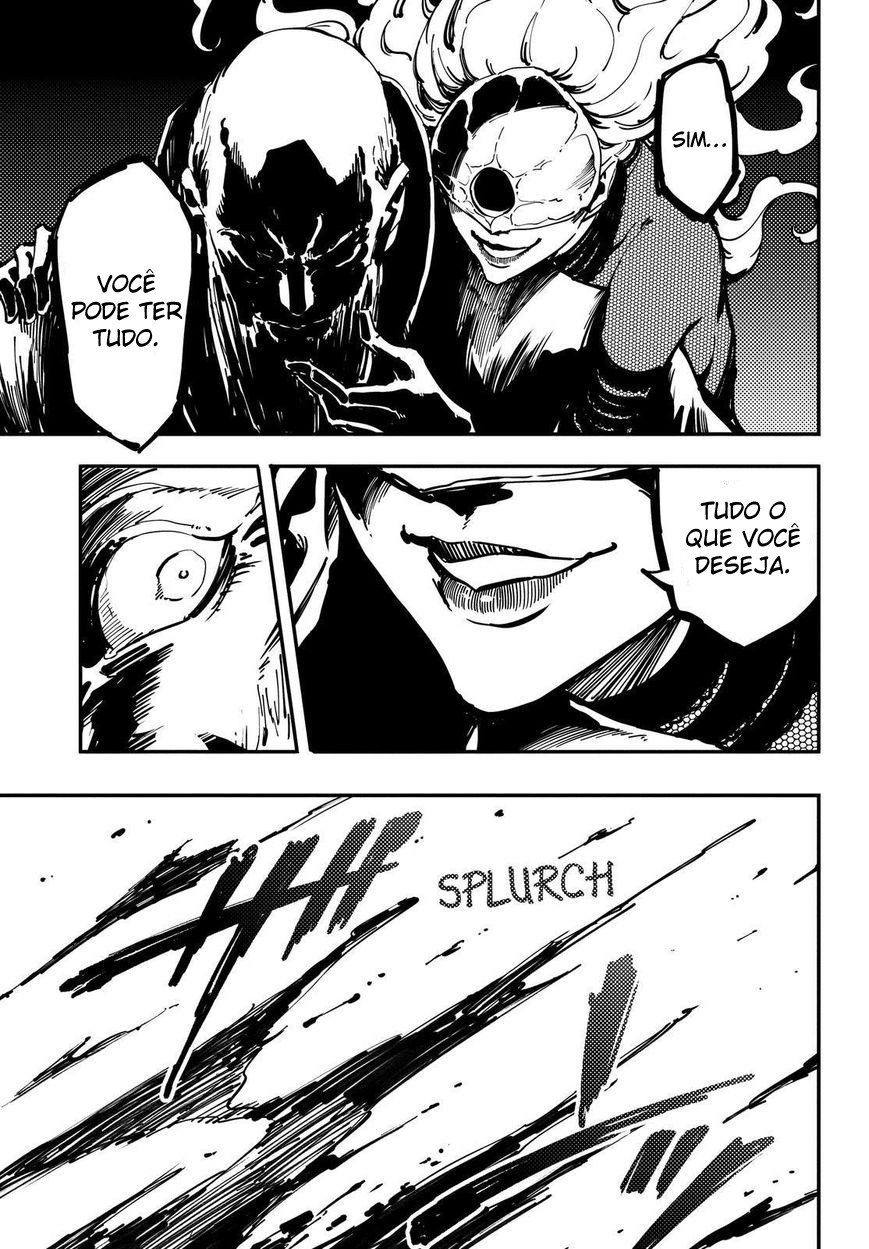 SIM...
VOCÊ
PODE TER
TUDO.
TUDO O
QUE VOCÊ
DESEJA.
SPLURCH